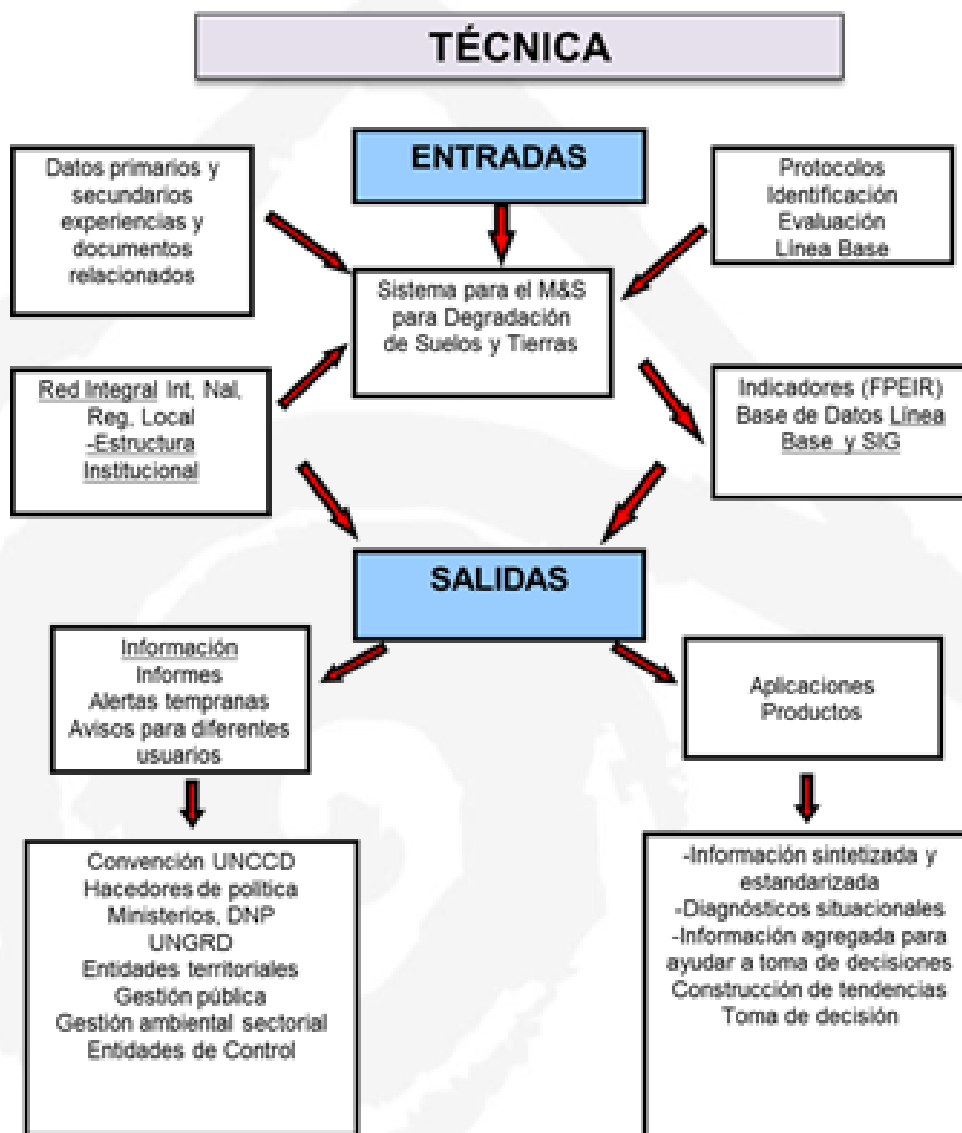 TÉCNICA
ENTRADAS
Datos primarios y
secundarios
experiencias y
documentos
relacionados
Protocolos
Identificación
Evaluación
Línea Base
Sistema para el M&S
para Degradación
de Suelos y Tierras
Red Integral Int, Nal,
Reg, Local
-Estructura
Institucional
Indicadores (FPEIR)
Base de Datos Línea
Base y SIG
SALIDAS
Información
Informes
Alertas tempranas
Avisos para diferentes
usuarios
Aplicaciones
Productos
Convención UNCCD
Hacedores de política
Ministerios, DNP
UNGRD
Entidades territoriales
Gestión pública
Gestión ambiental sectorial
Entidades de Control
-Información sintetizada y
estandarizada
-Diagnósticos situacionales
-Información agregada para
ayudar a toma de decisiones
Construcción de tendencias
Toma de decisión